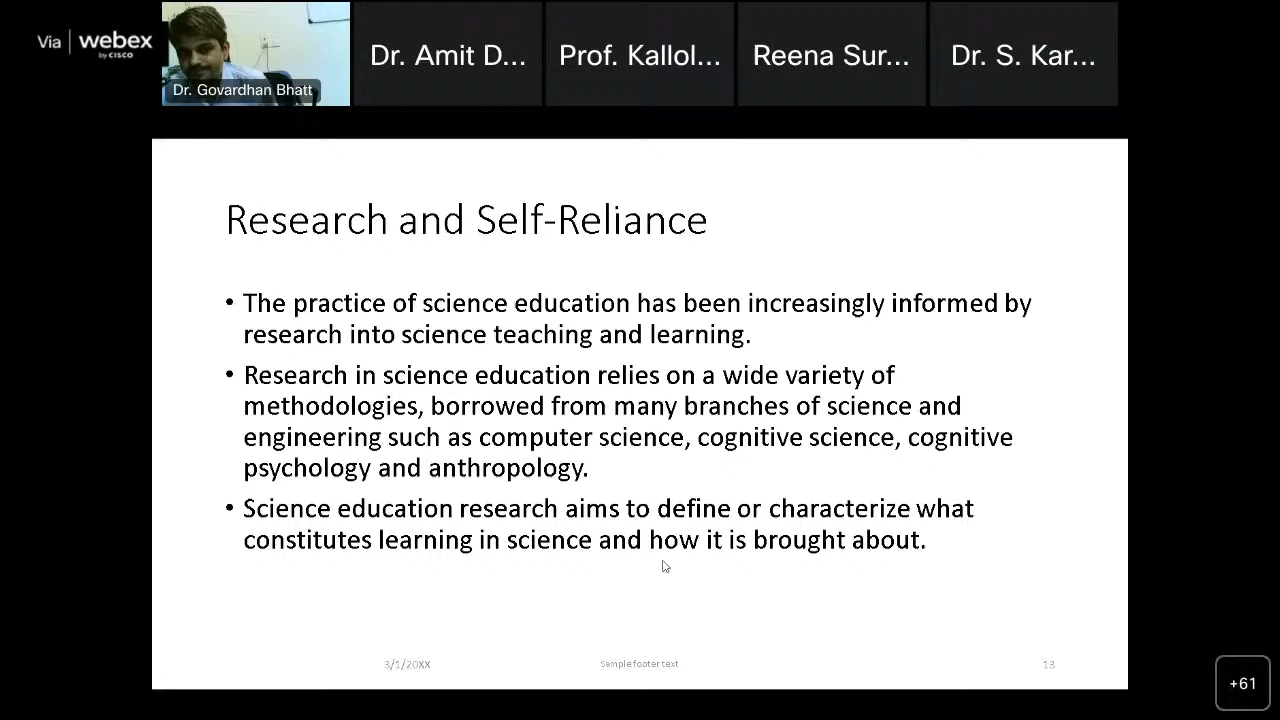 Via webex
by CISCO
Dr. Govardhan Bhatt
Dr. Amit D...
Prof. Kallol...
Reena Sur...
Dr. S. Kar...
Research and Self-Reliance
• The practice of science education has been increasingly informed by
research into science teaching and learning.
• Research in science education relies on a wide variety of
methodologies, borrowed from many branches of science and
engineering such as computer science, cognitive science, cognitive
psychology and anthropology.
• Science education research aims to define or characterize what
constitutes learning in science and how it is brought about.
3/1/20XX
Sample footer text
13
+61